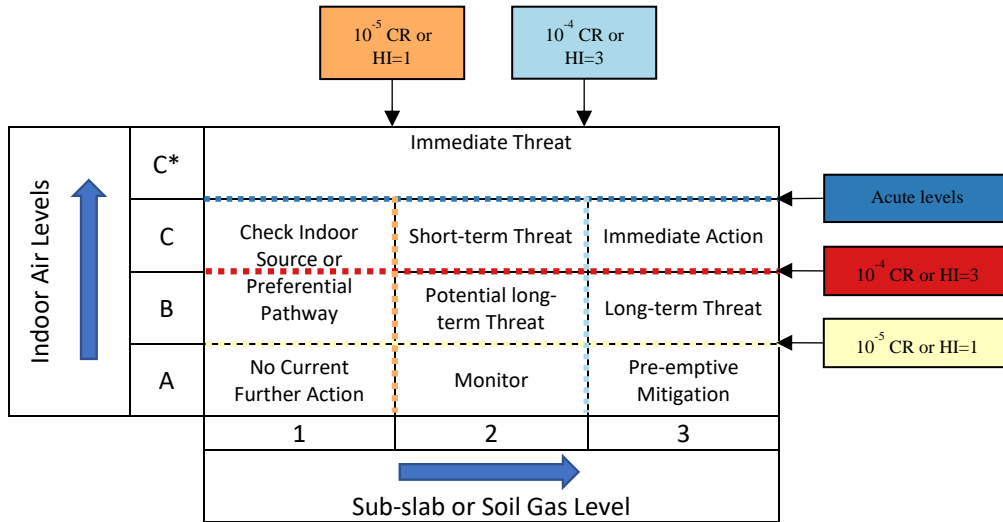 10⁻⁵ CR or
HI=1
10⁻⁴ CR or
HI=3
Indoor Air Levels
C*
Immediate Threat
Acute levels
C
Check Indoor
Source or
Preferential
Pathway
Short-term Threat
Immediate Action
10⁻⁴ CR or HI=3
B
Potential long-
term Threat
Long-term Threat
10⁻⁵ CR or HI=1
A
No Current
Further Action
Monitor
Pre-emptive
Mitigation
1
2
3
Sub-slab or Soil Gas Level